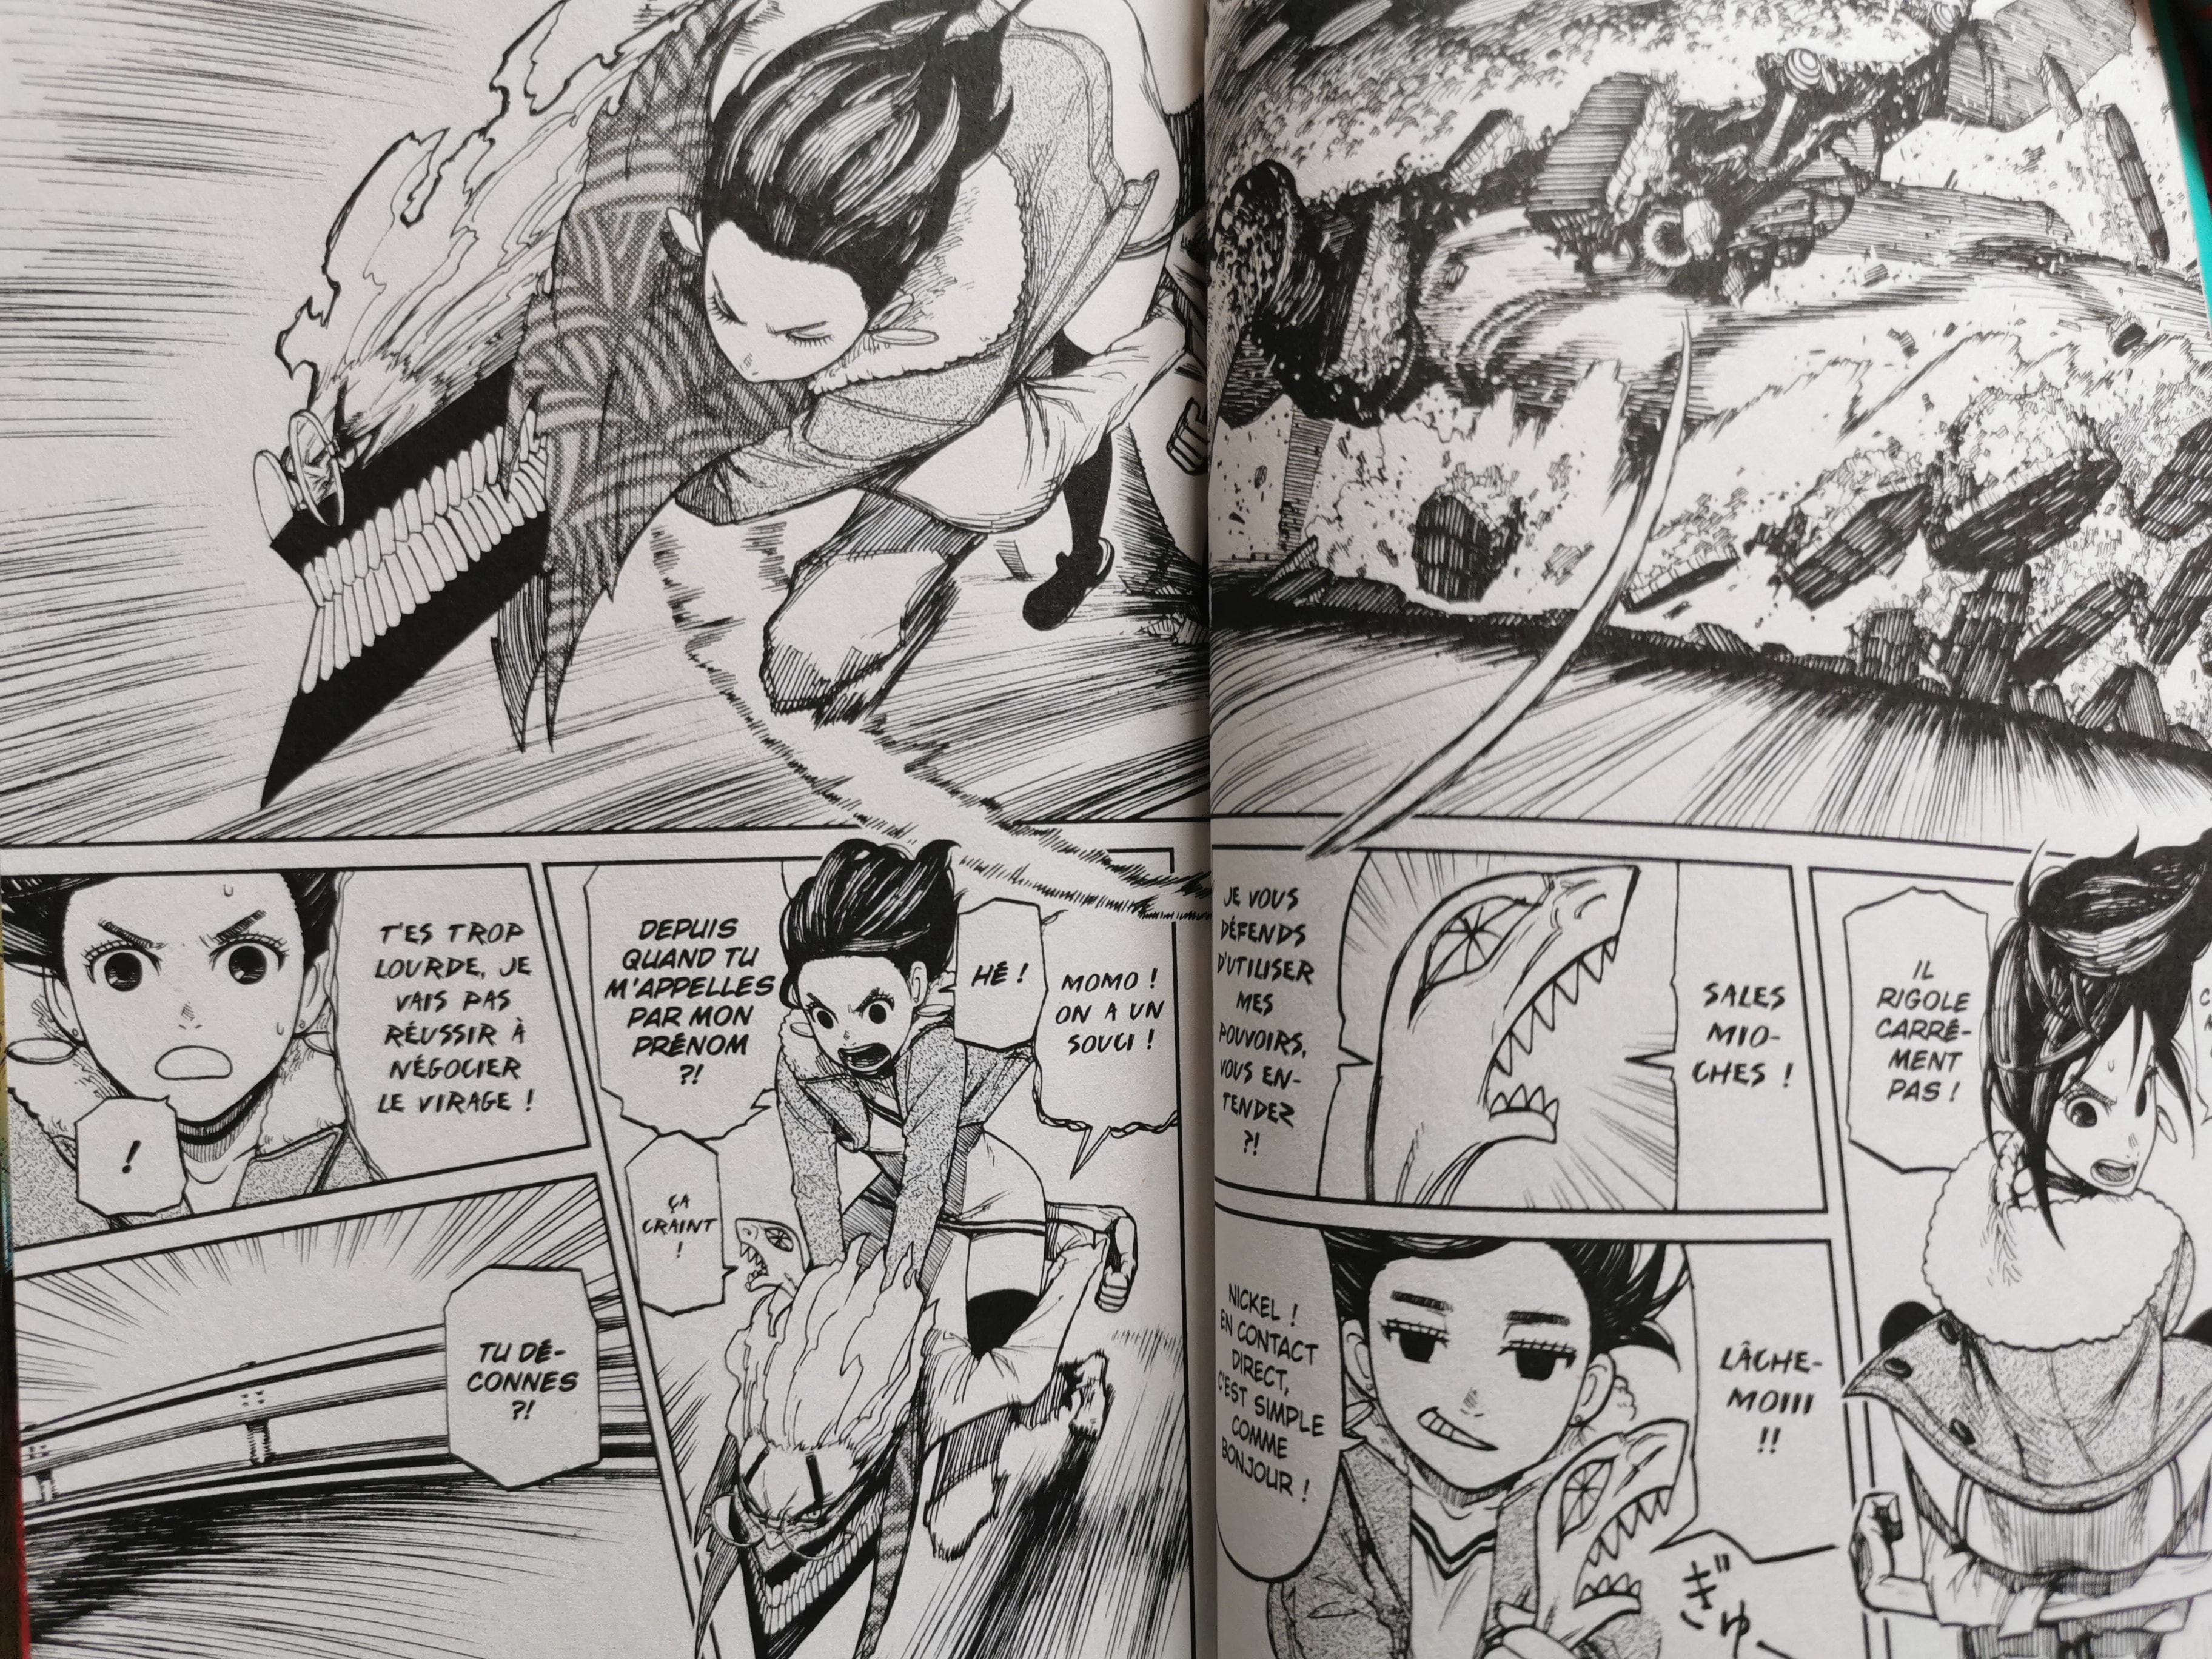 IL
RIGOLE
CARRÉ-
MENT
PAS !
SALES
MIO-
CHES !
JE VOUS
DÉFENDS
D'UTILISER
MES
POUVOIRS,
VOUS EN-
TENDEZ
?!
LÂCHE-
MOIII
!!
NICKEL !
EN CONTACT
DIRECT,
C'EST SIMPLE
COMME
BONJOUR !
ぎゅー
MOMO !
ON A UN
SOUCI !
HÉ !
DEPUIS
QUAND TU
M'APPELLES
PAR MON
PRÉNOM
?!
ÇA
CRAINT
!
T'ES TROP
LOURDE, JE
VAIS PAS
RÉUSSIR À
NÉGOCIER
LE VIRAGE !
!
TU DÉ-
CONNES
?!